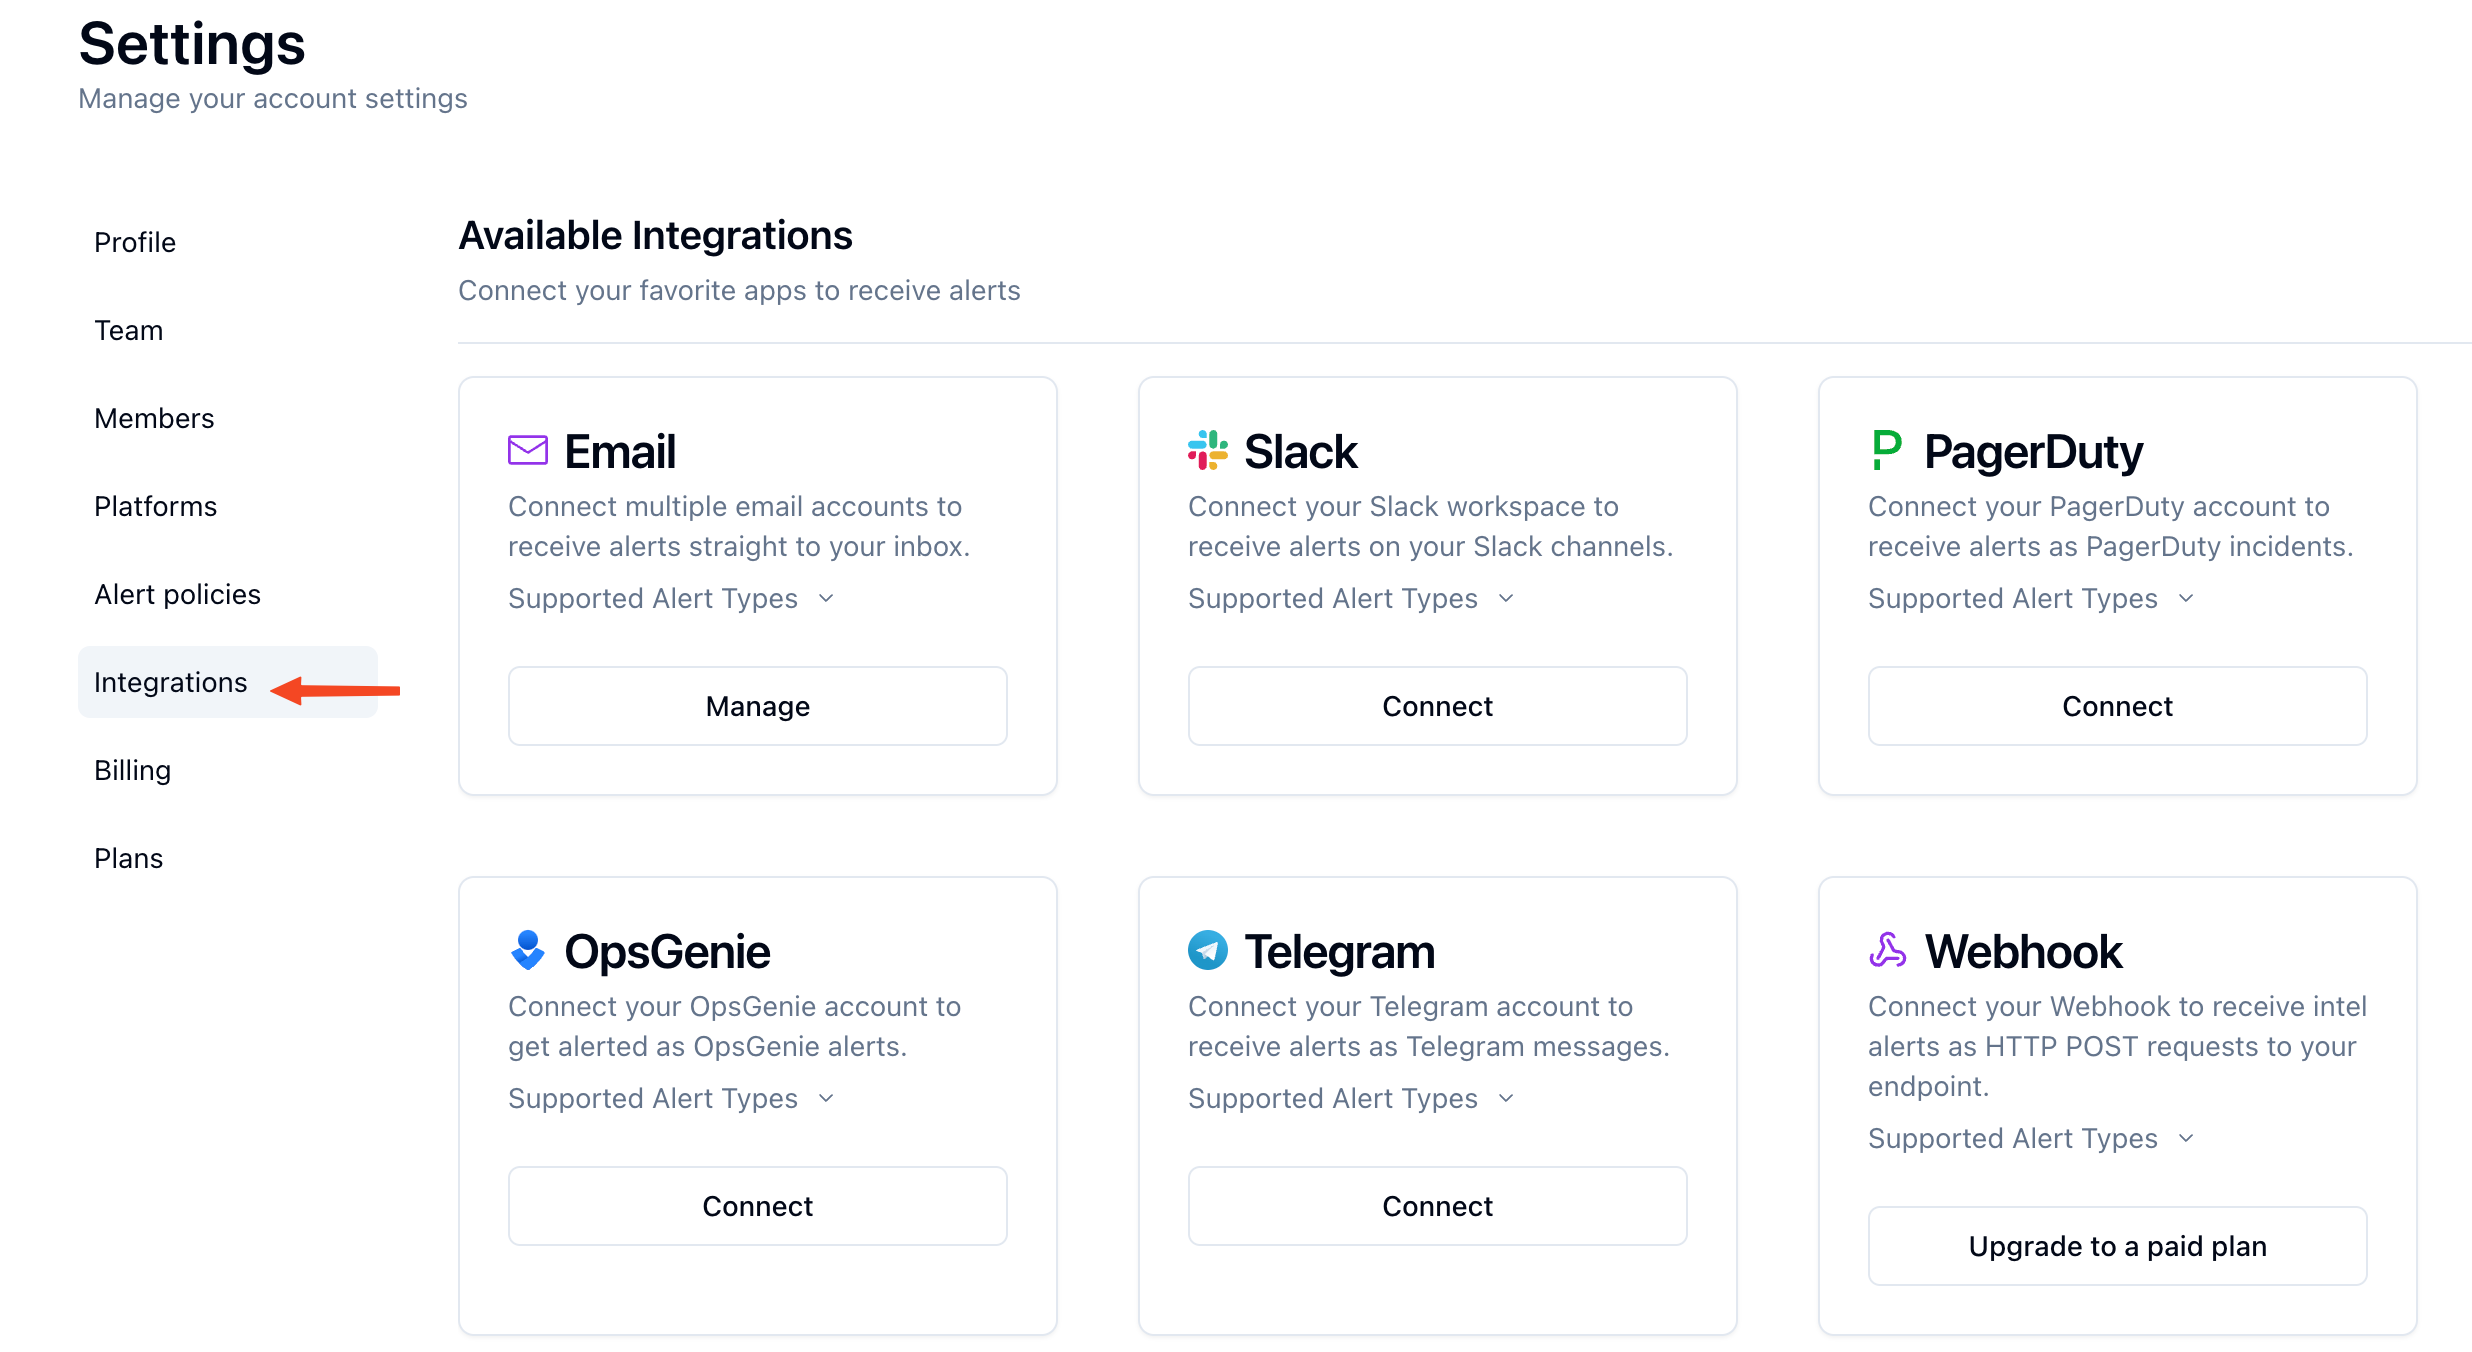 Settings
Manage your account settings
Profile
Team
Members
Platforms
Alert policies
Integrations
Billing
Plans
Available Integrations
Connect your favorite apps to receive alerts
Email
Connect multiple email accounts to
receive alerts straight to your inbox.
Supported Alert Types
Manage
Slack
Connect your Slack workspace to
receive alerts on your Slack channels.
Supported Alert Types
Connect
PagerDuty
Connect your PagerDuty account to
receive alerts as PagerDuty incidents.
Supported Alert Types
Connect
OpsGenie
Connect your OpsGenie account to
get alerted as OpsGenie alerts.
Supported Alert Types
Connect
Telegram
Connect your Telegram account to
receive alerts as Telegram messages.
Supported Alert Types
Connect
Webhook
Connect your Webhook to receive intel
alerts as HTTP POST requests to your
endpoint.
Supported Alert Types
Upgrade to a paid plan